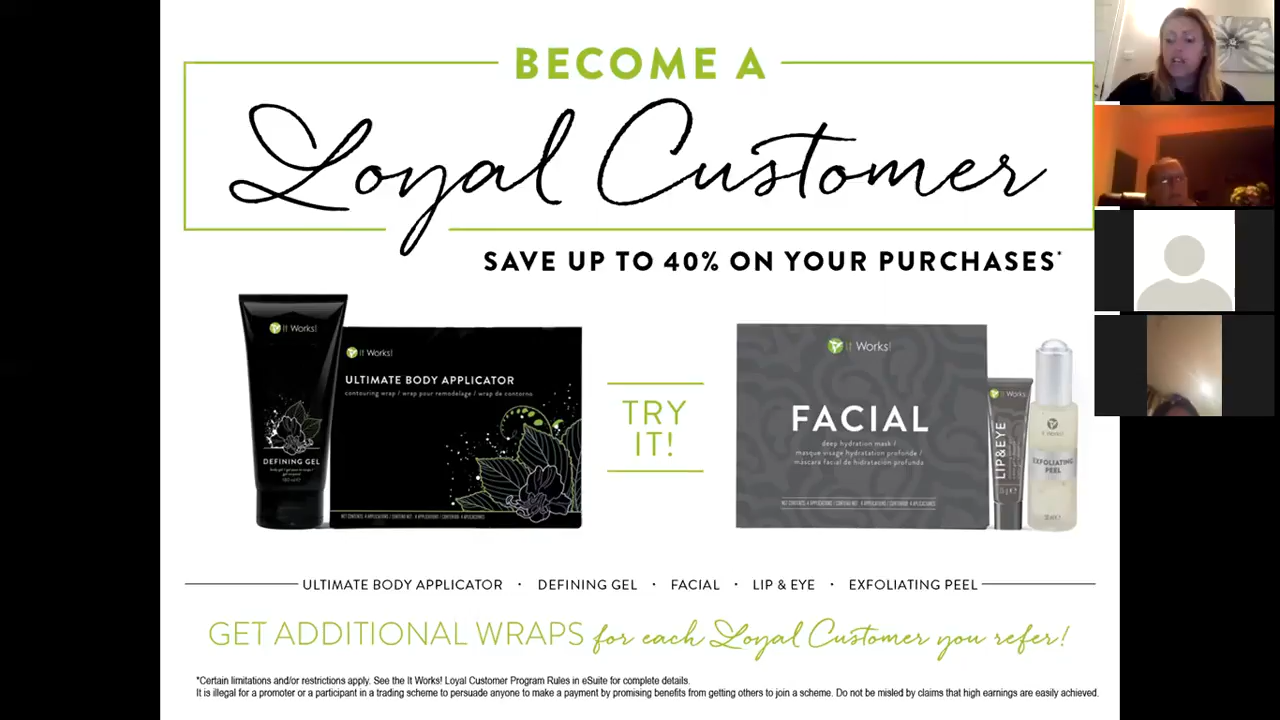 BECOME A
Loyal Customer
SAVE UP TO 40% ON YOUR PURCHASES*
It Works!
DEFINING GEL
It Works!
ULTIMATE BODY APPLICATOR
contouring wrap / wrap pour remodelage / wrap de contorno
TRY
IT!
It Works!
FACIAL
deep hydration mask /
masque visage hydratation profonde /
máscara facial de hidratación profunda
It Works
LIP&EYE
It Works!
EXFOLIATING
PEEL
ULTIMATE BODY APPLICATOR · DEFINING GEL · FACIAL · LIP & EYE · EXFOLIATING PEEL
GET ADDITIONAL WRAPS for each Loyal Customer you refer!
*Certain limitations and/or restrictions apply. See the It Works! Loyal Customer Program Rules in eSuite for complete details.
It is illegal for a promoter or a participant in a trading scheme to persuade anyone to make a payment by promising benefits from getting others to join a scheme. Do not be misled by claims that high earnings are easily achieved.